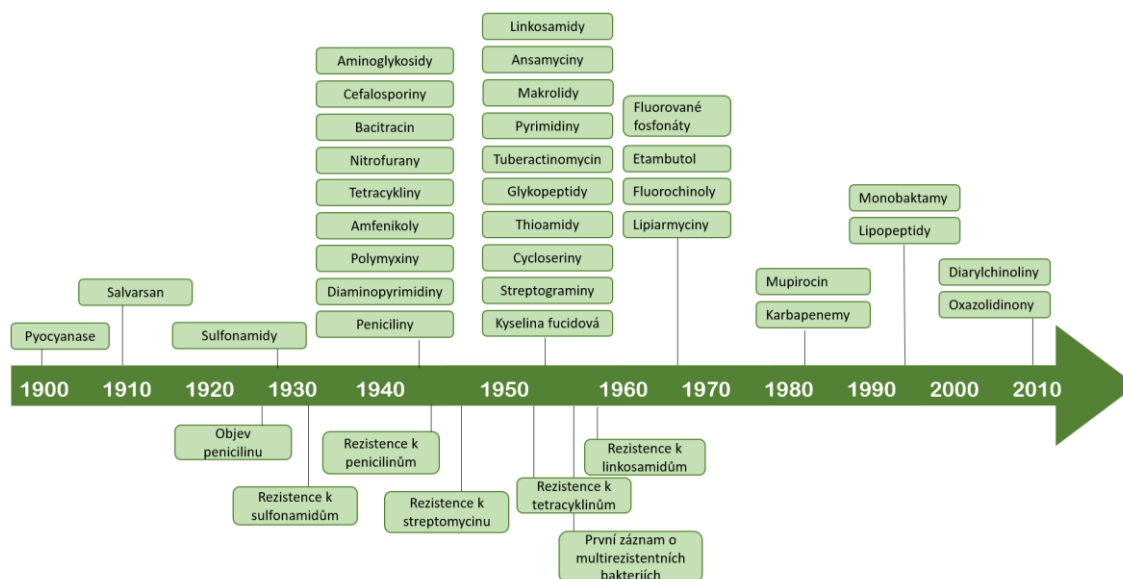 Linkosamidy
Aminoglykosidy
Ansamyciny
Cefalosporiny
Makrolidy
Fluorované
fosfonáty
Bacitracin
Pyrimidiny
Nitrofurany
Tuberactinomycin
Etambutol
Tetracykliny
Glykopeptidy
Fluorochinoly
Monobaktamy
Amfenikoly
Thioamidy
Lipiarmyciny
Lipopeptidy
Polymyxiny
Cycloseriny
Salvarsan
Diaminopyrimidiny
Streptograminy
Mupirocin
Diarylchinoliny
Pyocyanase
Sulfonamidy
Peniciliny
Kyselina fucidová
Karbapenemy
Oxazolidinony
1900 1910 1920 1930 1940 1950 1960 1970 1980 1990 2000 2010
Objev
penicilinu
Rezistence k
penicilinům
Rezistence k
linkosamidům
Rezistence k
sulfonamidům
Rezistence k
streptomycinu
Rezistence k
tetracyklinům
První záznam o
multirezistentních
bakteriích